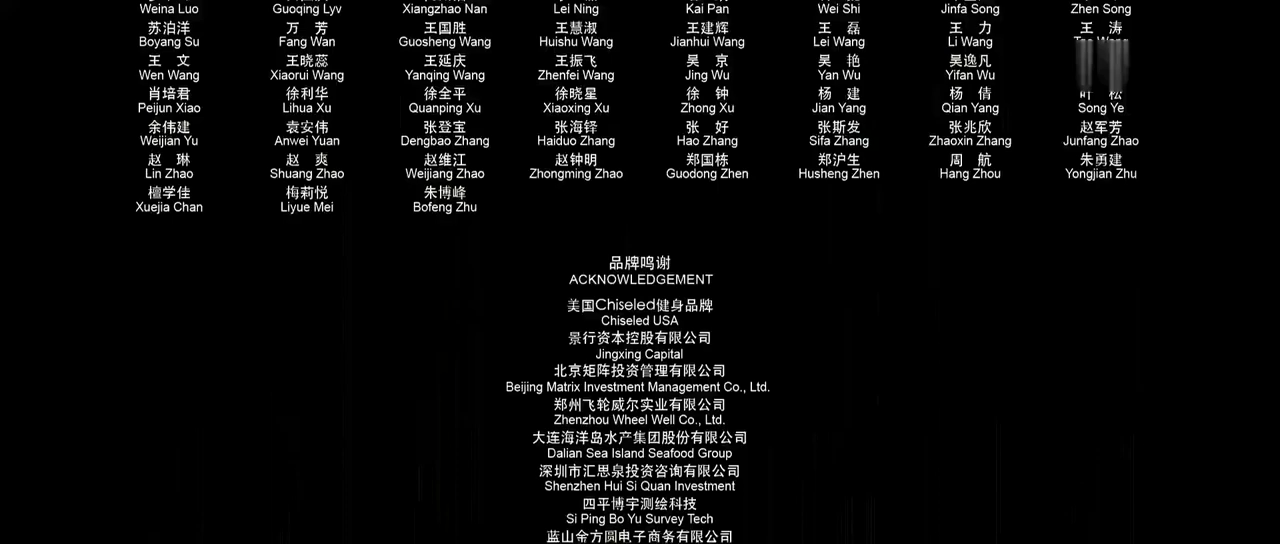 Weina Luo Guoqing Lyv Xiangzhao Nan Lei Ning Kai Pan Wei Shi Jinfa Song Zhen Song
苏泊洋 万 芳 王国胜 王慧淑 王建辉 王 磊 王 力 王 涛
Boyang Su Fang Wan Guosheng Wang Huishu Wang Jianhui Wang Lei Wang Li Wang
王 文 王晓蕊 王延庆 王振飞 吴 京 吴 艳 吴逸凡
Wen Wang Xiaorui Wang Yanqing Wang Zhenfei Wang Jing Wu Yan Wu Yifan Wu
肖培君 徐利华 徐全平 徐晓星 徐 钟 杨 建 杨 倩 叶 松
Peijun Xiao Lihua Xu Quanping Xu Xiaoxing Xu Zhong Xu Jian Yang Qian Yang Song Ye
余伟建 袁安伟 张登宝 张海铎 张 好 张斯发 张兆欣 赵军芳
Weijian Yu Anwei Yuan Dengbao Zhang Haiduo Zhang Hao Zhang Sifa Zhang Zhaoxin Zhang Junfang Zhao
赵 琳 赵 爽 赵维江 赵钟明 郑国栋 郑沪生 周 航 朱勇建
Lin Zhao Shuang Zhao Weijiang Zhao Zhongming Zhao Guodong Zhen Husheng Zhen Hang Zhou Yongjian Zhu
檀学佳 梅莉悦 朱博峰
Xuejia Chan Liyue Mei Bofeng Zhu
品牌鸣谢
ACKNOWLEDGEMENT
美国Chiseled健身品牌
Chiseled USA
景行资本控股有限公司
Jingxing Capital
北京矩阵投资管理有限公司
Beijing Matrix Investment Management Co., Ltd.
郑州飞轮威尔实业有限公司
Zhenzhou Wheel Well Co., Ltd.
大连海洋岛水产集团股份有限公司
Dalian Sea Island Seafood Group
深圳市汇思泉投资咨询有限公司
Shenzhen Hui Si Quan Investment
四平博宇测绘科技
Si Ping Bo Yu Survey Tech
蓝山金方圆电子商务有限公司